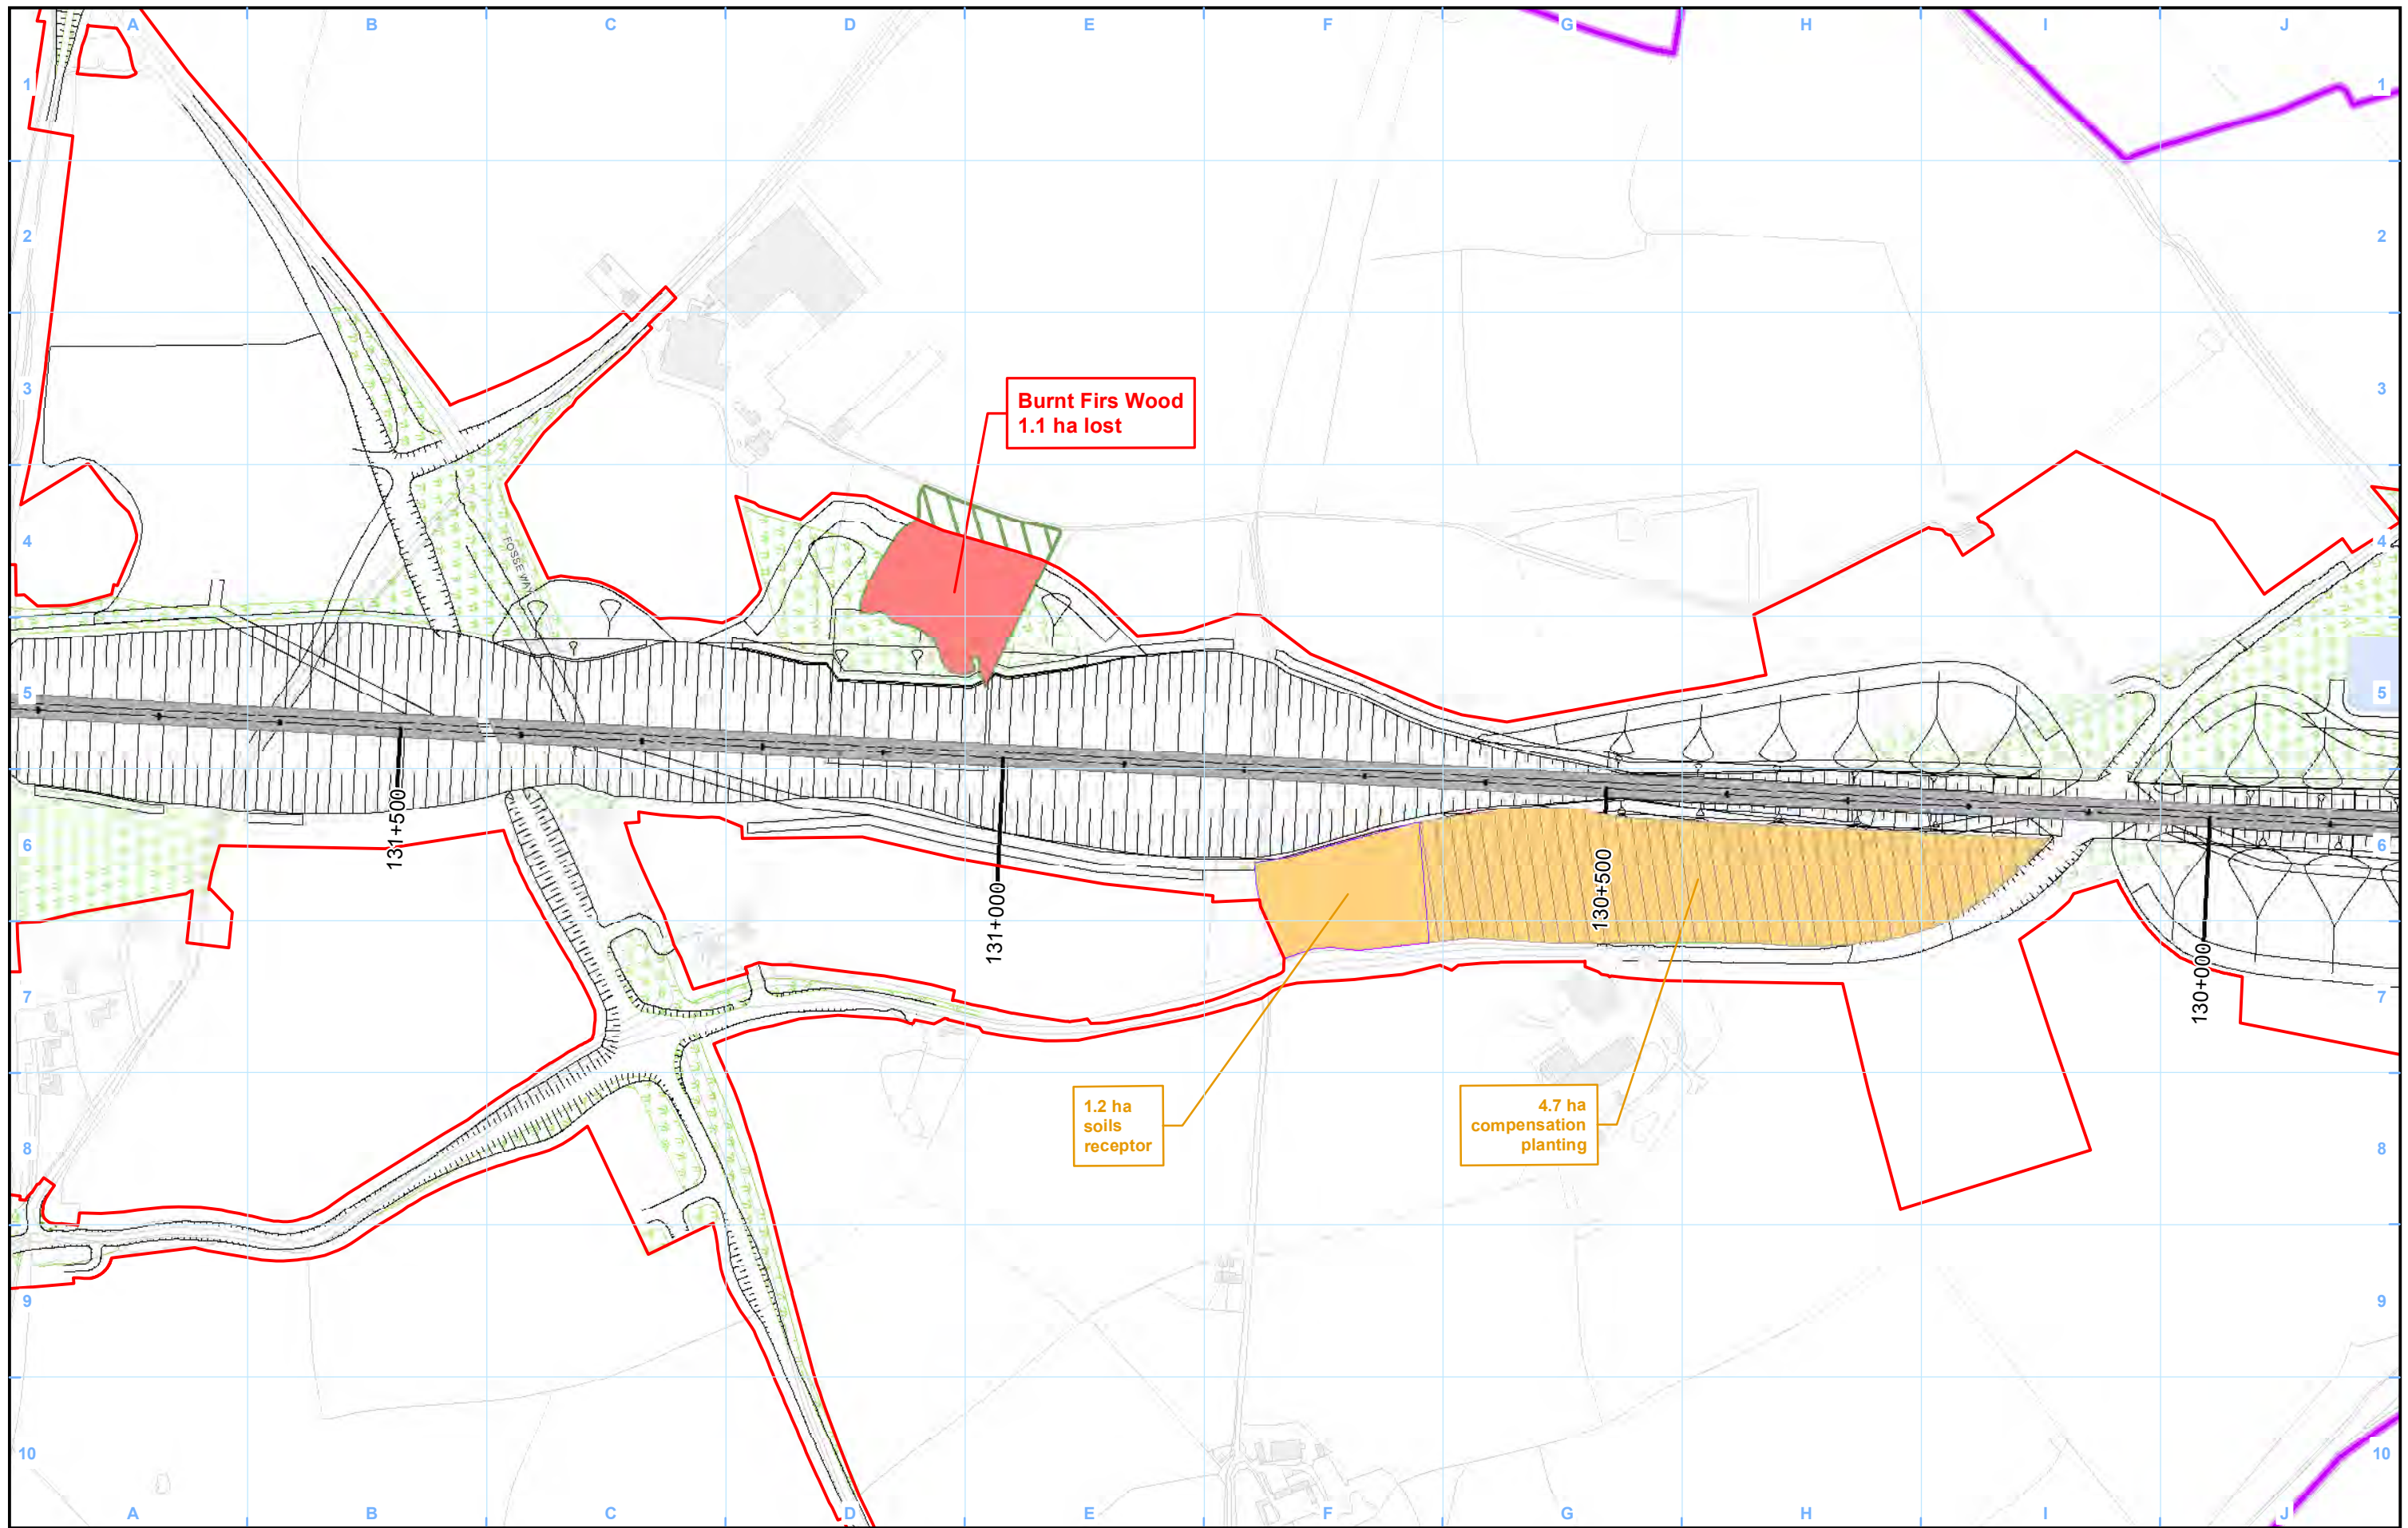 A B C D E F G H I J
1 1
2 2
3 3
Burnt Firs Wood
1.1 ha lost
4 4
FOSSE WAY
5 5
6 6
131+500
131+000
130+500
130+000
7 7
1.2 ha
soils
receptor
4.7 ha
compensation
planting
8 8
9 9
10 10
A B C D E F G H I J